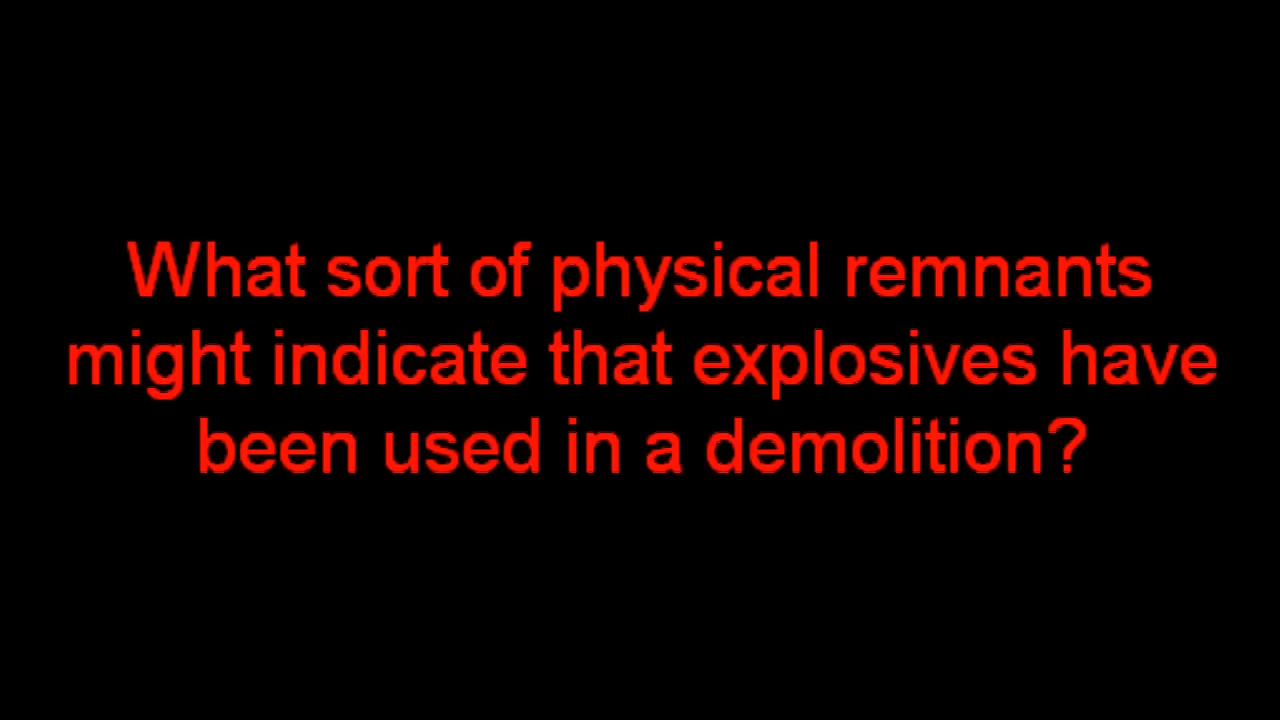 What sort of physical remnants
might indicate that explosives have
been used in a demolition?